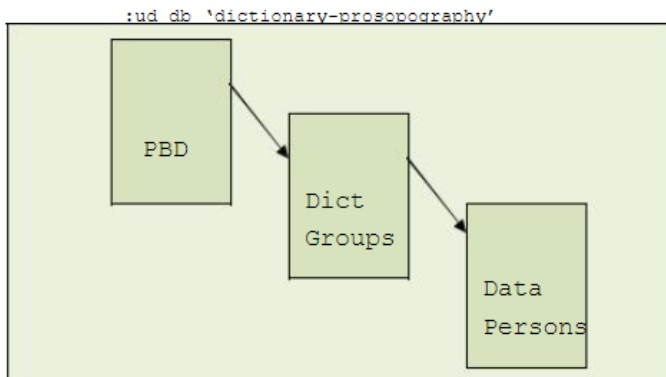 :ud db ‘dictionary-prosopography’
PBD
Dict
Groups
Data
Persons